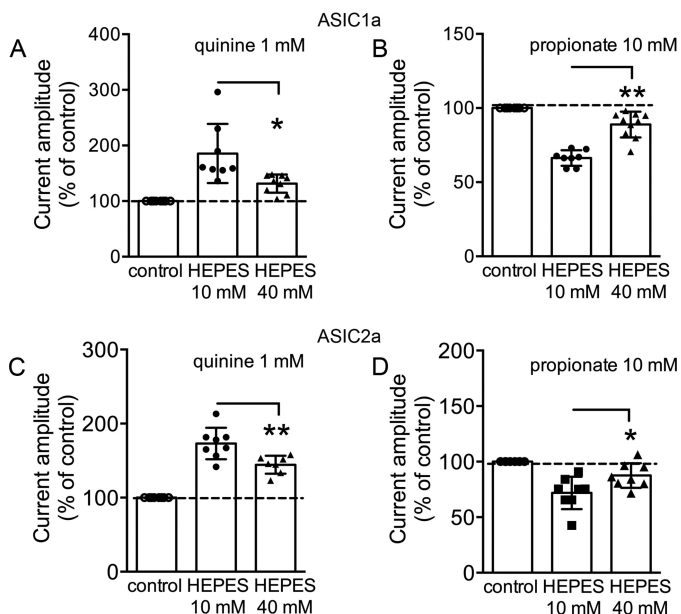 ASIC1a
A
quinine 1 mM
Current amplitude
(% of control)
400
300
200
100
0
control HEPES HEPES
10 mM 40 mM
*
B
propionate 10 mM
Current amplitude
(% of control)
150
100
50
0
control HEPES HEPES
10 mM 40 mM
**
ASIC2a
C
quinine 1 mM
Current amplitude
(% of control)
300
200
100
0
control HEPES HEPES
10 mM 40 mM
**
D
propionate 10 mM
Current amplitude
(% of control)
200
150
100
50
0
control HEPES HEPES
10 mM 40 mM
*